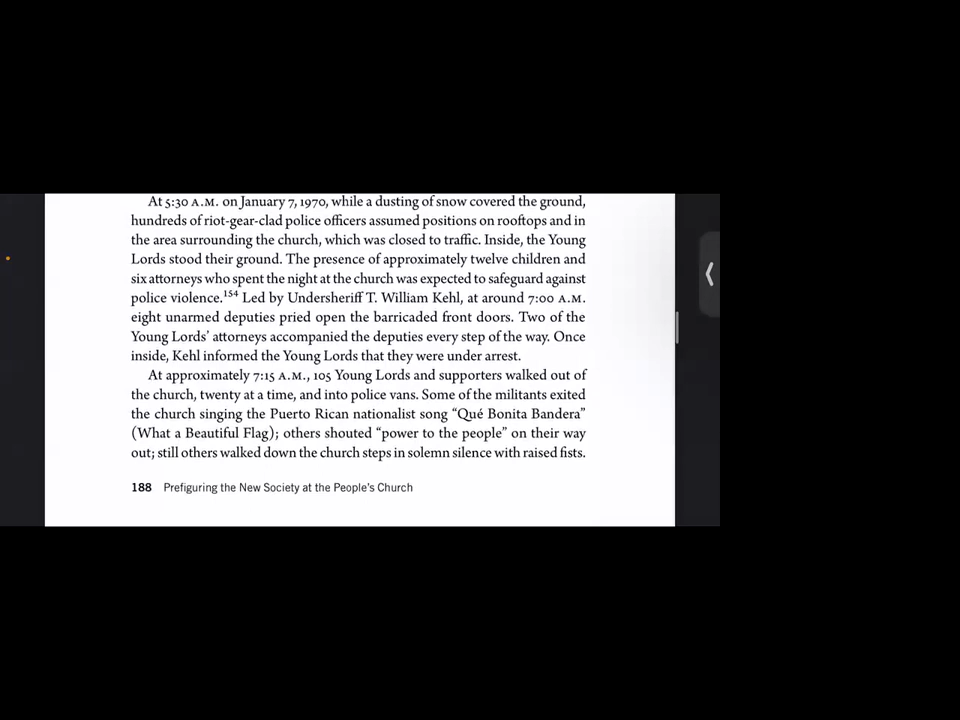 At 5:30 A.M. on January 7, 1970, while a dusting of snow covered the ground,
hundreds of riot-gear-clad police officers assumed positions on rooftops and in
the area surrounding the church, which was closed to traffic. Inside, the Young
Lords stood their ground. The presence of approximately twelve children and
six attorneys who spent the night at the church was expected to safeguard against
police violence.154 Led by Undersheriff T. William Kehl, at around 7:00 A.M.
eight unarmed deputies pried open the barricaded front doors. Two of the
Young Lords’ attorneys accompanied the deputies every step of the way. Once
inside, Kehl informed the Young Lords that they were under arrest.
At approximately 7:15 A.M., 105 Young Lords and supporters walked out of
the church, twenty at a time, and into police vans. Some of the militants exited
the church singing the Puerto Rican nationalist song “Qué Bonita Bandera”
(What a Beautiful Flag); others shouted “power to the people” on their way
out; still others walked down the church steps in solemn silence with raised fists.
188 Prefiguring the New Society at the People’s Church